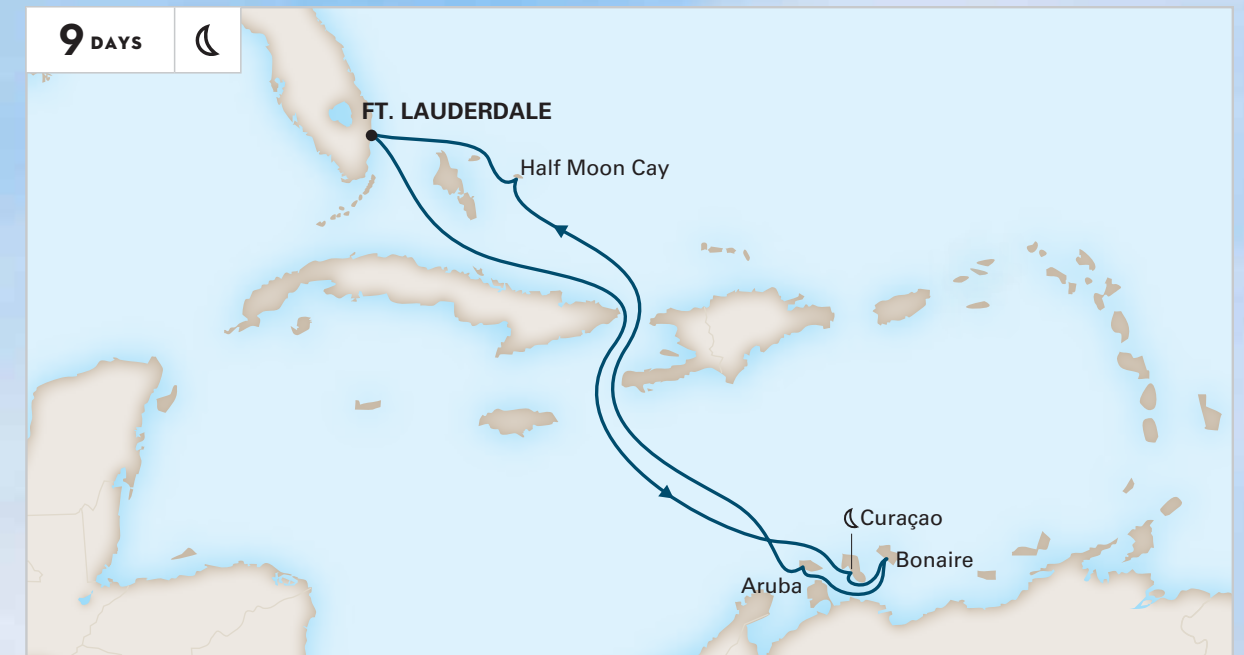 9 DAYS
FT. LAUDERDALE
Half Moon Cay
Curaçao
Bonaire
Aruba